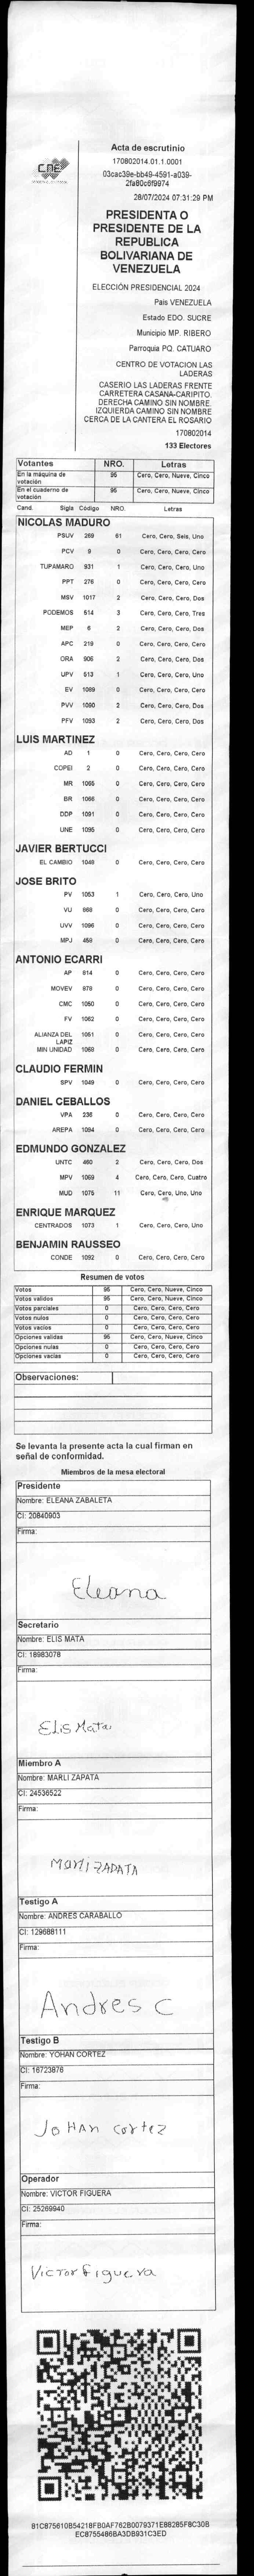 CNE
Acta de escrutinio
170802014.01.1.0001
03cac39e-bb49-4591-a039-
2fa80c6f9974
28/07/2024 07:31:29 PM
PRESIDENTA O
PRESIDENTE DE LA
REPUBLICA
BOLIVARIANA DE
VENEZUELA
ELECCIÓN PRESIDENCIAL 2024
País VENEZUELA
Estado EDO. SUCRE
Municipio MP. RIBERO
Parroquia PQ. CATUARO
CENTRO DE VOTACION LAS
LADERAS
CASERIO LAS LADERAS FRENTE
CARRETERA CASANA-CARIPITO.
DERECHA CAMINO SIN NOMBRE.
IZQUIERDA CAMINO SIN NOMBRE
CERCA DE LA CANTERA EL ROSARIO
170802014
133 Electores
Votantes NRO. Letras
En la máquina de votación 95 Cero, Cero, Nueve, Cinco
En el cuaderno de votación 95 Cero, Cero, Nueve, Cinco
Cand. Sigla Código NRO. Letras
NICOLAS MADURO
PSUV 269 61 Cero, Cero, Seis, Uno
PCV 9 0 Cero, Cero, Cero, Cero
TUPAMARO 931 1 Cero, Cero, Cero, Uno
PPT 276 0 Cero, Cero, Cero, Cero
MSV 1017 2 Cero, Cero, Cero, Dos
PODEMOS 514 3 Cero, Cero, Cero, Tres
MEP 6 2 Cero, Cero, Cero, Dos
APC 219 0 Cero, Cero, Cero, Cero
ORA 906 2 Cero, Cero, Cero, Dos
UPV 513 1 Cero, Cero, Cero, Uno
EV 1089 0 Cero, Cero, Cero, Cero
PVV 1090 2 Cero, Cero, Cero, Dos
PFV 1093 2 Cero, Cero, Cero, Dos
LUIS MARTINEZ
AD 1 0 Cero, Cero, Cero, Cero
COPEI 2 0 Cero, Cero, Cero, Cero
MR 1065 0 Cero, Cero, Cero, Cero
BR 1066 0 Cero, Cero, Cero, Cero
DDP 1091 0 Cero, Cero, Cero, Cero
UNE 1095 0 Cero, Cero, Cero, Cero
JAVIER BERTUCCI
EL CAMBIO 1048 0 Cero, Cero, Cero, Cero
JOSE BRITO
PV 1053 1 Cero, Cero, Cero, Uno
VU 868 0 Cero, Cero, Cero, Cero
UVV 1096 0 Cero, Cero, Cero, Cero
MPJ 458 0 Cero, Cero, Cero, Cero
ANTONIO ECARRI
AP 814 0 Cero, Cero, Cero, Cero
MOVEV 878 0 Cero, Cero, Cero, Cero
CMC 1050 0 Cero, Cero, Cero, Cero
FV 1062 0 Cero, Cero, Cero, Cero
ALIANZA DEL LAPIZ 1051 0 Cero, Cero, Cero, Cero
MIN UNIDAD 1058 0 Cero, Cero, Cero, Cero
CLAUDIO FERMIN
SPV 1049 0 Cero, Cero, Cero, Cero
DANIEL CEBALLOS
VPA 236 0 Cero, Cero, Cero, Cero
AREPA 1094 0 Cero, Cero, Cero, Cero
EDMUNDO GONZALEZ
UNTC 460 2 Cero, Cero, Cero, Dos
MPV 1069 4 Cero, Cero, Cero, Cuatro
MUD 1075 11 Cero, Cero, Uno, Uno
ENRIQUE MARQUEZ
CENTRADOS 1073 1 Cero, Cero, Cero, Uno
BENJAMIN RAUSSEO
CONDE 1092 0 Cero, Cero, Cero, Cero
Resumen de votos
Votos 95 Cero, Cero, Nueve, Cinco
Votos validos 95 Cero, Cero, Nueve, Cinco
Votos parciales 0 Cero, Cero, Cero, Cero
Votos nulos 0 Cero, Cero, Cero, Cero
Votos vacios 0 Cero, Cero, Cero, Cero
Opciones validas 95 Cero, Cero, Nueve, Cinco
Opciones nulas 0 Cero, Cero, Cero, Cero
Opciones vacias 0 Cero, Cero, Cero, Cero
Observaciones:
Se levanta la presente acta la cual firman en
señal de conformidad.
Miembros de la mesa electoral
Presidente
Nombre: ELEANA ZABALETA
CI: 20840903
Firma:
Eleana
Secretario
Nombre: ELIS MATA
CI: 18983078
Firma:
Elis Mata
Miembro A
Nombre: MARLI ZAPATA
CI: 24536522
Firma:
Marli ZAPATA
Testigo A
Nombre: ANDRES CARABALLO
CI: 129688111
Firma:
Andres C
Testigo B
Nombre: YOHAN CORTEZ
CI: 16723876
Firma:
JoHAn cortez
Operador
Nombre: VICTOR FIGUERA
CI: 25269940
Firma:
Victor Figuera
81C875610B54218FB0AF762B0079371E88285F8C30B
EC8755486BA3DB931C3ED